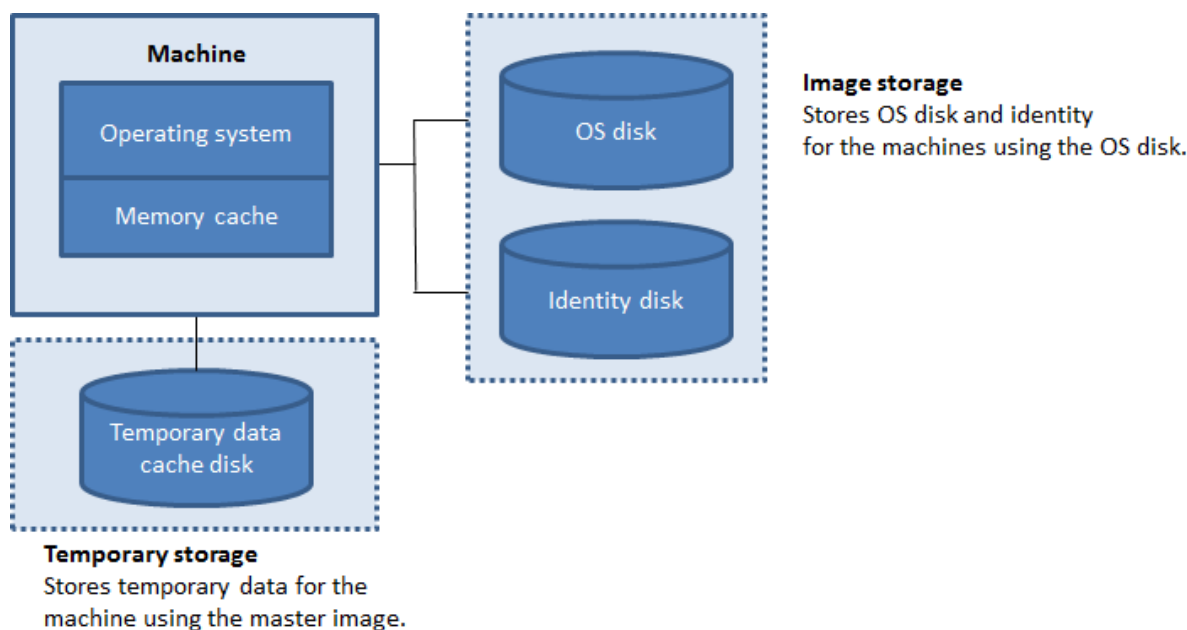 Machine
Operating system
Memory cache
OS disk
Identity disk
Image storage
Stores OS disk and identity
for the machines using the OS disk.
Temporary data
cache disk
Temporary storage
Stores temporary data for the
machine using the master image.